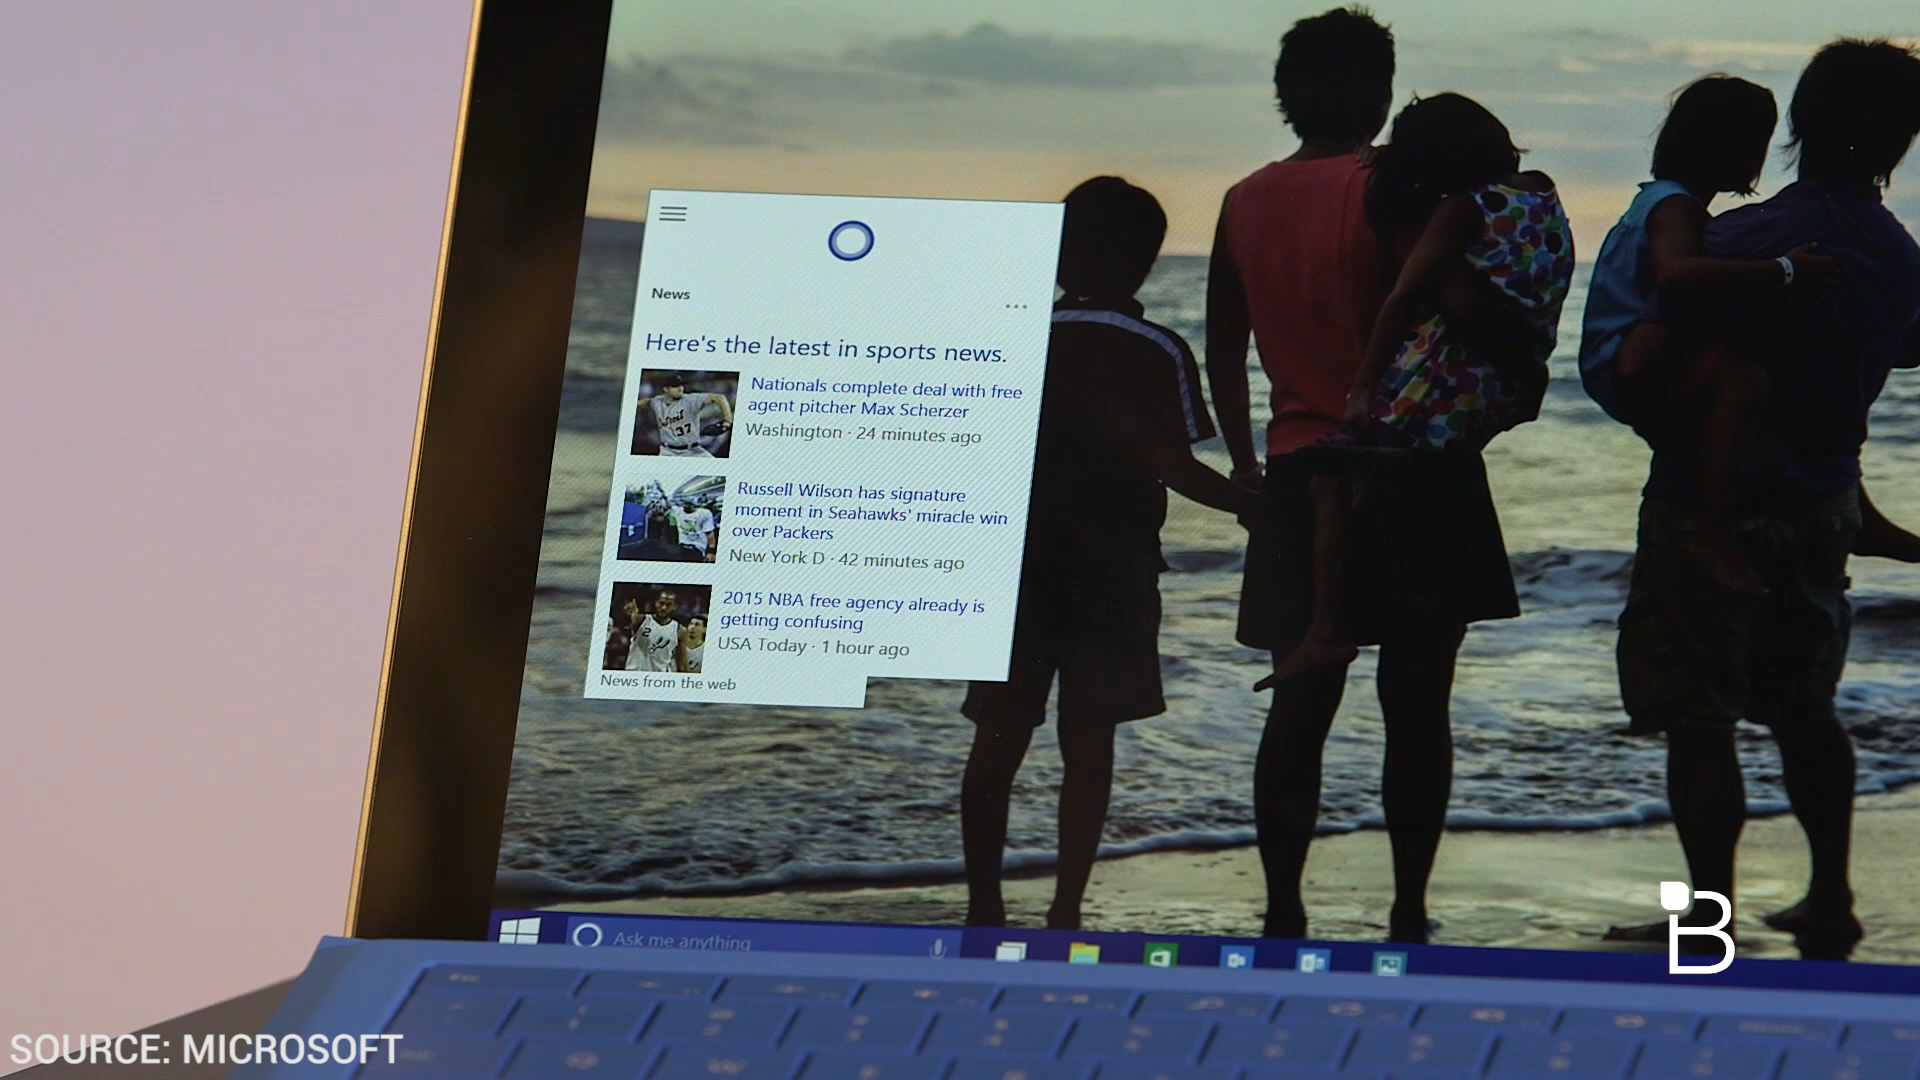 News
Here's the latest in sports news.
Nationals complete deal with free
agent pitcher Max Scherzer
Washington · 24 minutes ago
Russell Wilson has signature
moment in Seahawks' miracle win
over Packers
New York D · 42 minutes ago
2015 NBA free agency already is
getting confusing
USA Today · 1 hour ago
News from the web
Ask me anything
B
SOURCE: MICROSOFT